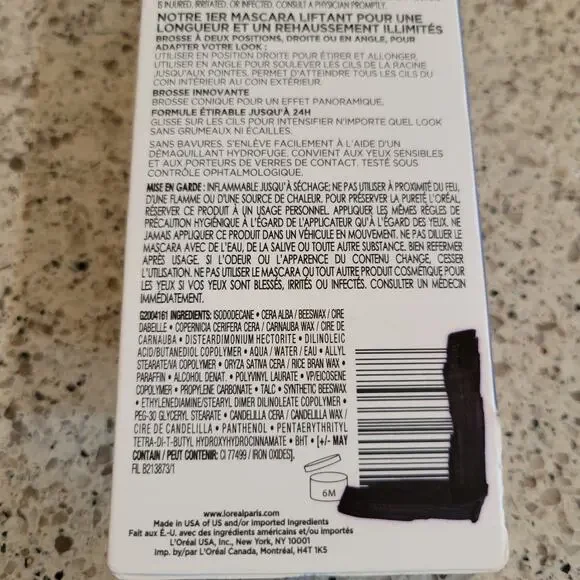 IS INJURED, IRRITATED, OR INFECTED. CONSULT A PHYSICIAN PROMPTLY.
NOTRE 1ER MASCARA LIFTANT POUR UNE
LONGUEUR ET UN REHAUSSEMENT ILLIMITÉS
BROSSE À DEUX POSITIONS, DROITE OU EN ANGLE, POUR
ADAPTER VOTRE LOOK :
UTILISER EN POSITION DROITE POUR ÉTIRER ET ALLONGER.
UTILISER EN ANGLE POUR SOULEVER LES CILS DE LA RACINE
JUSQU'AUX POINTES, PERMET D'ATTEINDRE TOUS LES CILS DU
COIN INTÉRIEUR AU COIN EXTÉRIEUR.
BROSSE INNOVANTE
BROSSE CONIQUE POUR UN EFFET PANORAMIQUE.
FORMULE ÉTIRABLE JUSQU'À 24H
GLISSE SUR LES CILS POUR INTENSIFIER N'IMPORTE QUEL LOOK
SANS GRUMEAUX NI ÉCAILLES.
SANS BAVURES. S'ENLÈVE FACILEMENT À L'AIDE D'UN
DÉMAQUILLANT HYDROFUGE. CONVIENT AUX YEUX SENSIBLES
ET AUX PORTEURS DE VERRES DE CONTACT. TESTÉ SOUS
CONTRÔLE OPHTALMOLOGIQUE.
MISE EN GARDE : INFLAMMABLE JUSQU'À SÉCHAGE; NE PAS UTILISER À PROXIMITÉ DU FEU,
D'UNE FLAMME OU D'UNE SOURCE DE CHALEUR. POUR PRÉSERVER LA PURETÉ L'ORÉAL,
RÉSERVER CE PRODUIT À UN USAGE PERSONNEL. APPLIQUER LES MÊMES RÈGLES DE
PRÉCAUTION HYGIÉNIQUE À L'ÉGARD DE L'APPLICATEUR QU'À L'ÉGARD DES YEUX. NE
JAMAIS APPLIQUER CE PRODUIT DANS UN VÉHICULE EN MOUVEMENT. NE PAS DILUER LE
MASCARA AVEC DE L'EAU, DE LA SALIVE OU TOUTE AUTRE SUBSTANCE. BIEN REFERMER
APRÈS USAGE. SI L'ODEUR OU L'APPARENCE DU CONTENU CHANGE, CESSER
L'UTILISATION. NE PAS UTILISER LE MASCARA OU TOUT AUTRE PRODUIT COSMÉTIQUE POUR
LES YEUX SI VOS YEUX SONT BLESSÉS, IRRITÉS OU INFECTÉS. CONSULTER UN MÉDECIN
IMMÉDIATEMENT.
G2004161 INGREDIENTS: ISODODECANE • CERA ALBA / BEESWAX / CIRE
DABEILLE • COPERNICIA CERIFERA CERA / CARNAUBA WAX / CIRE DE
CARNAUBA • DISTEARDIMONIUM HECTORITE • DILINOLEIC
ACID/BUTANEDIOL COPOLYMER • AQUA / WATER / EAU • ALLYL
STEARATE/VA COPOLYMER • ORYZA SATIVA CERA / RICE BRAN WAX •
PARAFFIN • ALCOHOL DENAT. • POLYVINYL LAURATE • VP/EICOSENE
COPOLYMER • PROPYLENE CARBONATE • TALC • SYNTHETIC BEESWAX
• ETHYLENEDIAMINE/STEARYL DIMER DILINOLEATE COPOLYMER •
PEG-30 GLYCERYL STEARATE • CANDELILLA CERA / CANDELILLA WAX /
CIRE DE CANDELILLA • PANTHENOL • PENTAERYTHRITYL
TETRA-DI-T-BUTYL HYDROXYHYDROCINNAMATE • BHT • [+/- MAY
CONTAIN / PEUT CONTENIR: CI 77499 / IRON OXIDES].
FIL B213873/1
6M
www.lorealparis.com
Made in USA of US and/or imported Ingredients
Fait aux É.-U. avec des ingrédients américains et/ou importés
L'Oréal USA, Inc., New York, NY 10001
Imp. by/par L'Oréal Canada, Montréal, H4T 1K5